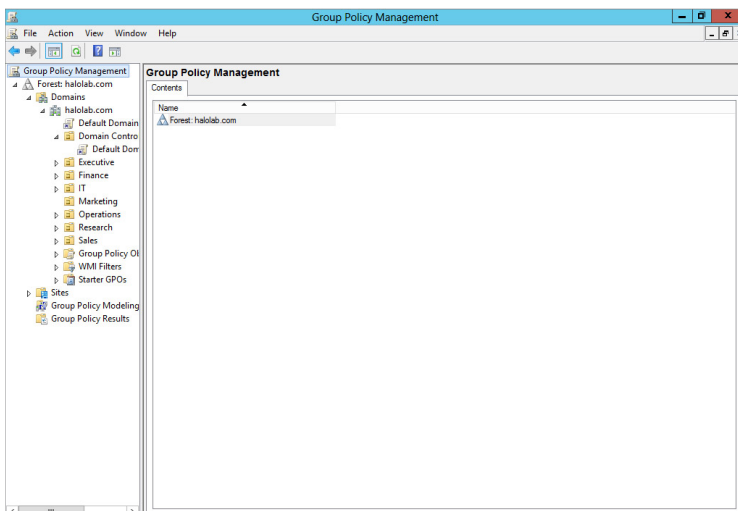 Group Policy Management
File Action View Window Help
Group Policy Management
Forest: halolab.com
Domains
halolab.com
Default Domain
Domain Contro
Default Dom
Executive
Finance
IT
Marketing
Operations
Research
Sales
Group Policy Ob
WMI Filters
Starter GPOs
Sites
Group Policy Modeling
Group Policy Results
Group Policy Management
Contents
Name
Forest: halolab.com